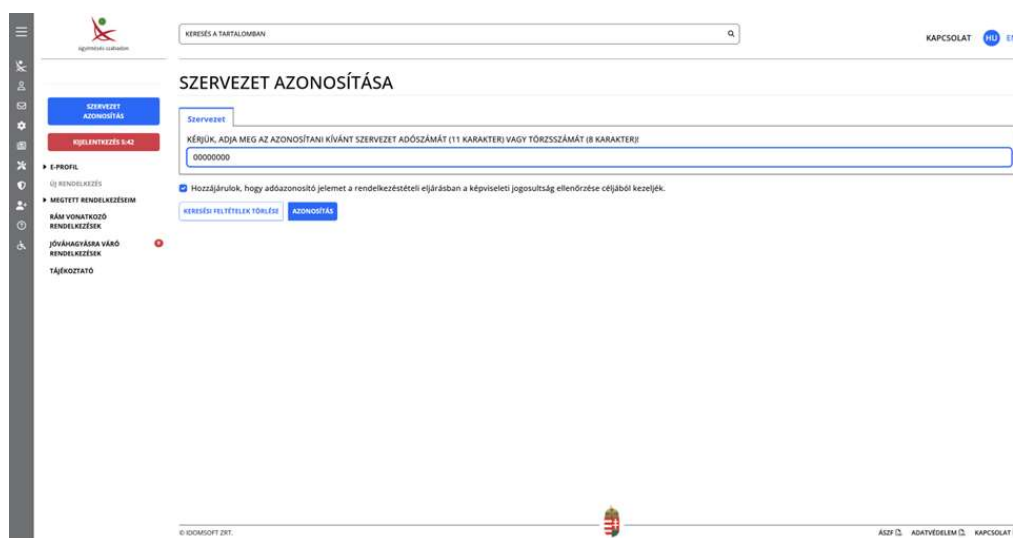 ügyintézés szabadon
KERESÉS A TARTALOMBAN
KAPCSOLAT
HU
SZERVEZET AZONOSÍTÁSA
SZERVEZET
AZONOSÍTÁS
KIJELENTKEZÉS 5:42
E-PROFIL
ÚJ RENDELKEZÉS
MEGTETT RENDELKEZÉSEIM
RÁM VONATKOZÓ
RENDELKEZÉSEK
JÓVÁHAGYÁSRA VÁRÓ
RENDELKEZÉSEK
0
TÁJÉKOZTATÓ
Szervezet
KÉRJÜK, ADJA MEG AZ AZONOSÍTANI KÍVÁNT SZERVEZET ADÓSZÁMÁT (11 KARAKTER) VAGY TÖRZSSZÁMÁT (8 KARAKTER)!
00000000
Hozzájárulok, hogy adóazonosító jelemet a rendelkezéstételi eljárásban a képviseleti jogosultság ellenőrzése céljából kezeljék.
KERESÉSI FELTÉTELEK TÖRLÉSE
AZONOSÍTÁS
© IDOMSOFT ZRT.
ÁSZF
ADATVÉDELEM
KAPCSOLAT